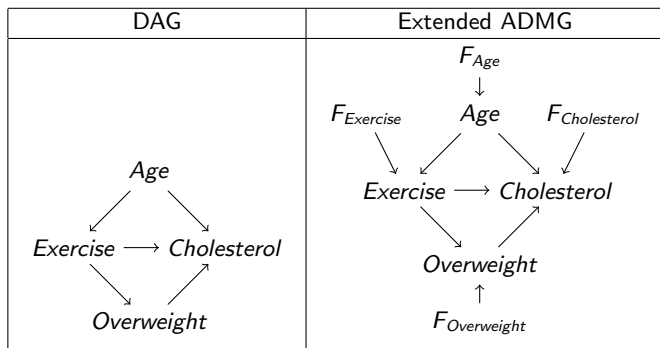 DAG
Extended ADMG
Age
Exercise
Cholesterol
Overweight
F_Age
F_Exercise
Age
F_Cholesterol
Exercise
Cholesterol
Overweight
F_Overweight